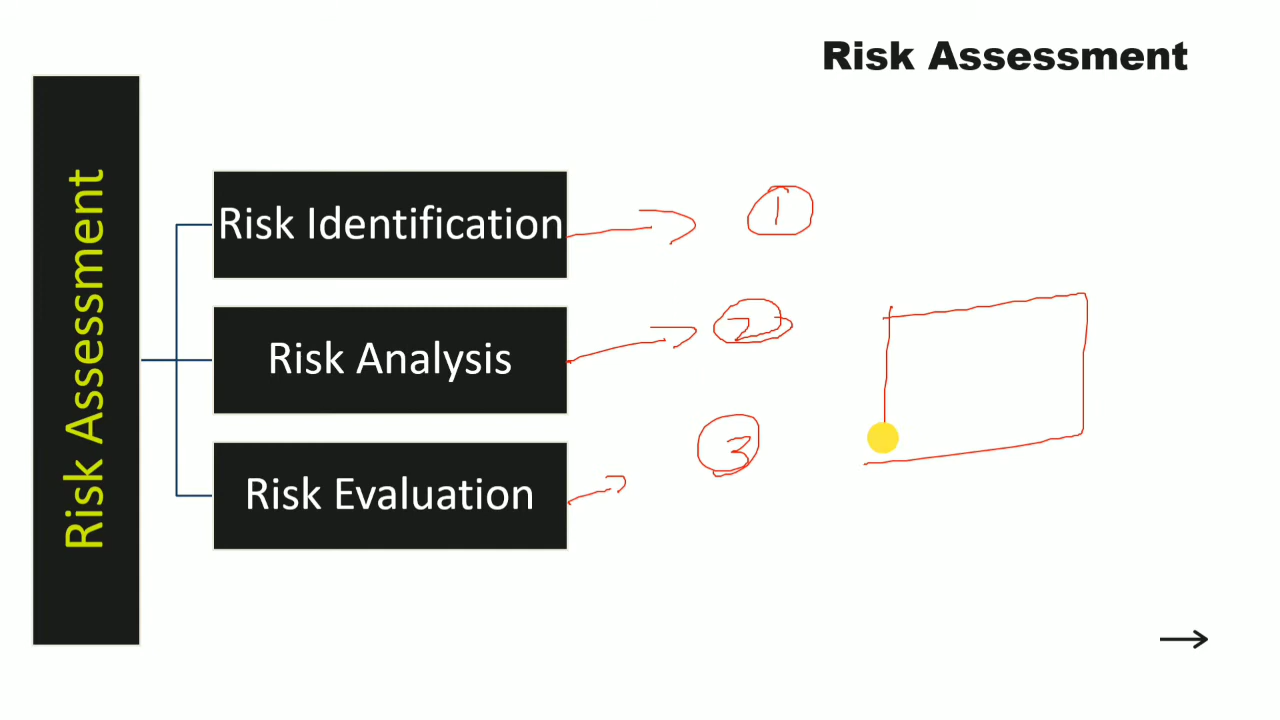 Risk Assessment
Risk Assessment
Risk Identification
1
Risk Analysis
2
Risk Evaluation
3